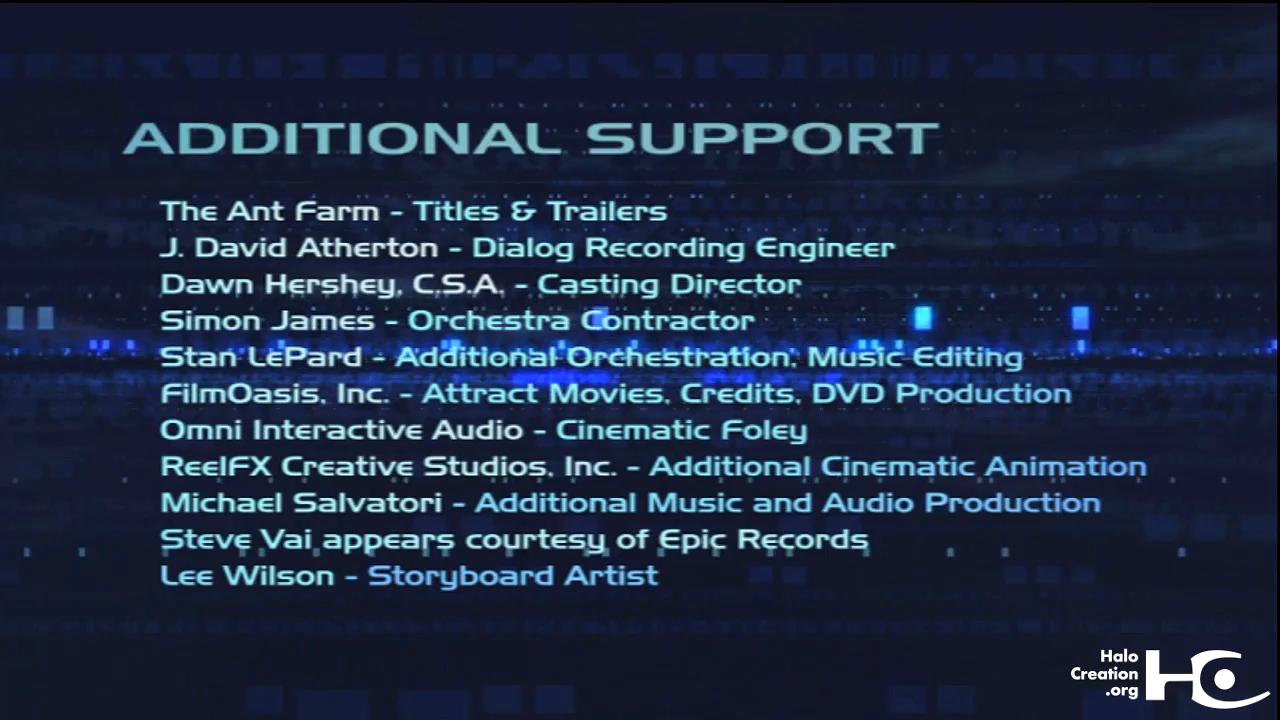 ADDITIONAL SUPPORT
The Ant Farm - Titles & Trailers
J. David Atherton - Dialog Recording Engineer
Dawn Hershey, C.S.A. - Casting Director
Simon James - Orchestra Contractor
Stan LePard - Additional Orchestration, Music Editing
FilmOasis, Inc. - Attract Movies, Credits, DVD Production
Omni Interactive Audio - Cinematic Foley
ReelFX Creative Studios, Inc. - Additional Cinematic Animation
Michael Salvatori - Additional Music and Audio Production
Steve Vai appears courtesy of Epic Records
Lee Wilson - Storyboard Artist
Halo
Creation
.org
HC